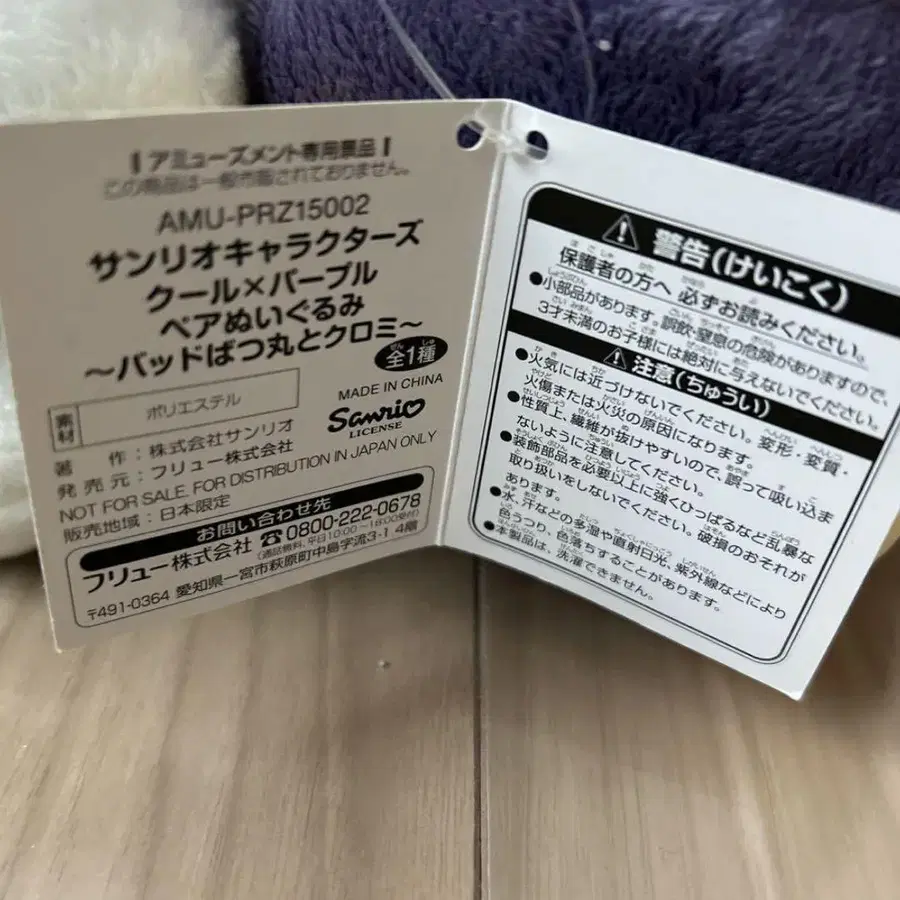 アミューズメント専用景品
この商品は一般市販されておりません。
AMU-PRZ15002
サンリオキャラクターズ
クール×パープル
ペアぬいぐるみ
～バッドばつ丸とクロミ～
全1種
MADE IN CHINA
素材 ポリエステル
Sanrio
LICENSE
著 作：株式会社サンリオ
発 売 元：フリュー株式会社
NOT FOR SALE. FOR DISTRIBUTION IN JAPAN ONLY
販売地域：日本限定
お問い合わせ先
フリュー株式会社 ☎0800-222-0678
(通話無料、平日10:00～18:00受付)
〒491-0364 愛知県一宮市萩原町中島字流3-1 4階
警告(けいこく)
保護者の方へ 必ずお読みください。
●小部品があります。誤飲・窒息の危険がありますので、
3才未満のお子様には絶対に与えないでください。
注意(ちゅうい)
●火気には近づけないでください。変形・変質・
火傷または火災の原因になります。
●性質上、繊維が抜けやすいので、誤って吸い込ま
ないように注意してください。
●装飾部品を必要以上に強くひっぱるなど乱暴な
取り扱いをしないでください。破損のおそれが
あります。
●水、汗などの多湿や直射日光、紫外線などにより
色うつり、色落ちすることがあります。
●本製品は、洗濯できません。